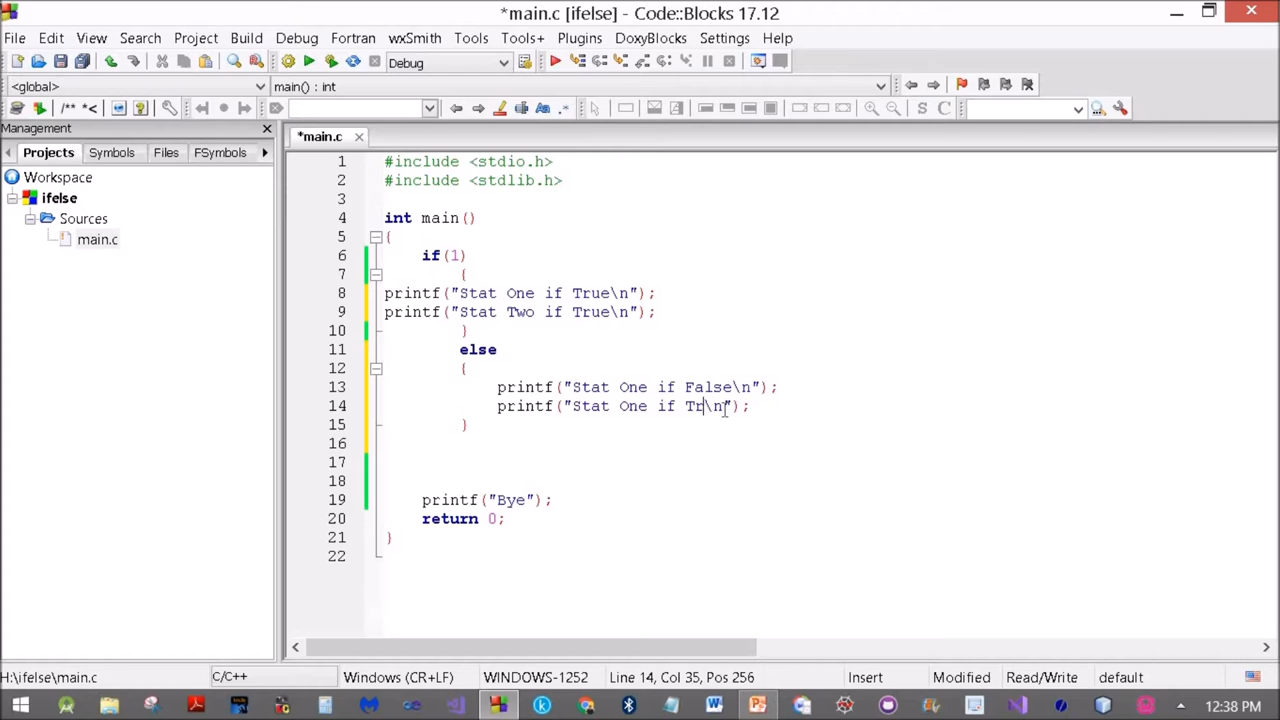 *main.c [ifelse] - Code::Blocks 17.12
File Edit View Search Project Build Debug Fortran wxSmith Tools Tools+ Plugins DoxyBlocks Settings Help
Debug
<global> main() : int
/** *< Aa .* S C
Management
*main.c
Projects Symbols Files FSymbols
Workspace
ifelse
Sources
main.c
1 #include <stdio.h>
2 #include <stdlib.h>
3
4 int main()
5 {
6 if(1)
7 {
8 printf("Stat One if True\n");
9 printf("Stat Two if True\n");
10 }
11 else
12 {
13 printf("Stat One if False\n");
14 printf("Stat One if Tr\n");
15 }
16
17
18
19 printf("Bye");
20 return 0;
21 }
22
H:\ifelse\main.c C/C++ Windows (CR+LF) WINDOWS-1252 Line 14, Col 35, Pos 256 Insert Modified Read/Write default
12:38 PM